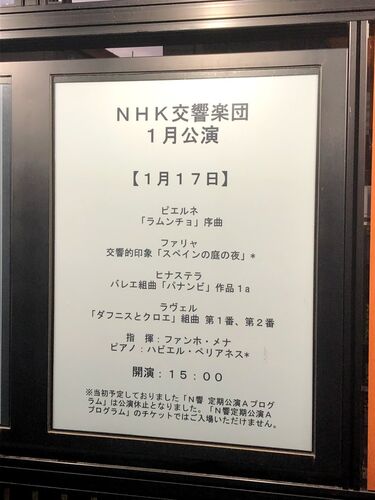 NHK交響楽団
1月公演
【1月17日】
ピエルネ
「ラムンチョ」序曲
ファリャ
交響的印象「スペインの庭の夜」*
ヒナステラ
バレエ組曲「パナンビ」作品1a
ラヴェル
「ダフニスとクロエ」組曲 第1番、第2番
指 揮:ファンホ・メナ
ピアノ:ハビエル・ペリアネス*
開演:15:00
※当初予定しておりました「N響 定期公演Aプログ
ラム」は公演休止となりました。「N響定期公演A
プログラム」のチケットではご入場いただけません。